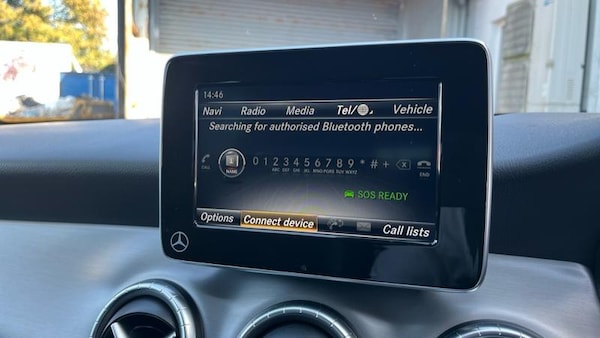 14:46
Navi Radio Media Tel/ Vehicle
Searching for authorised Bluetooth phones...
CALL NAME 0 1 2 3 4 5 6 7 8 9 * # + END
ABC DEF GHI JKL MNO PQRS TUV WXYZ
SOS READY
Options Connect device Call lists